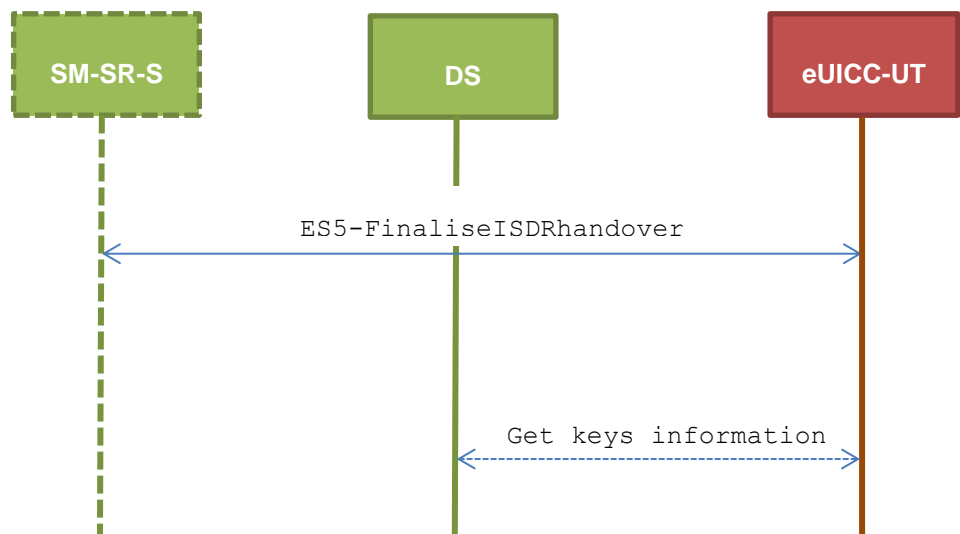 SM-SR-S
DS
eUICC-UT
ES5-FinaliseISDRhandover
Get keys information